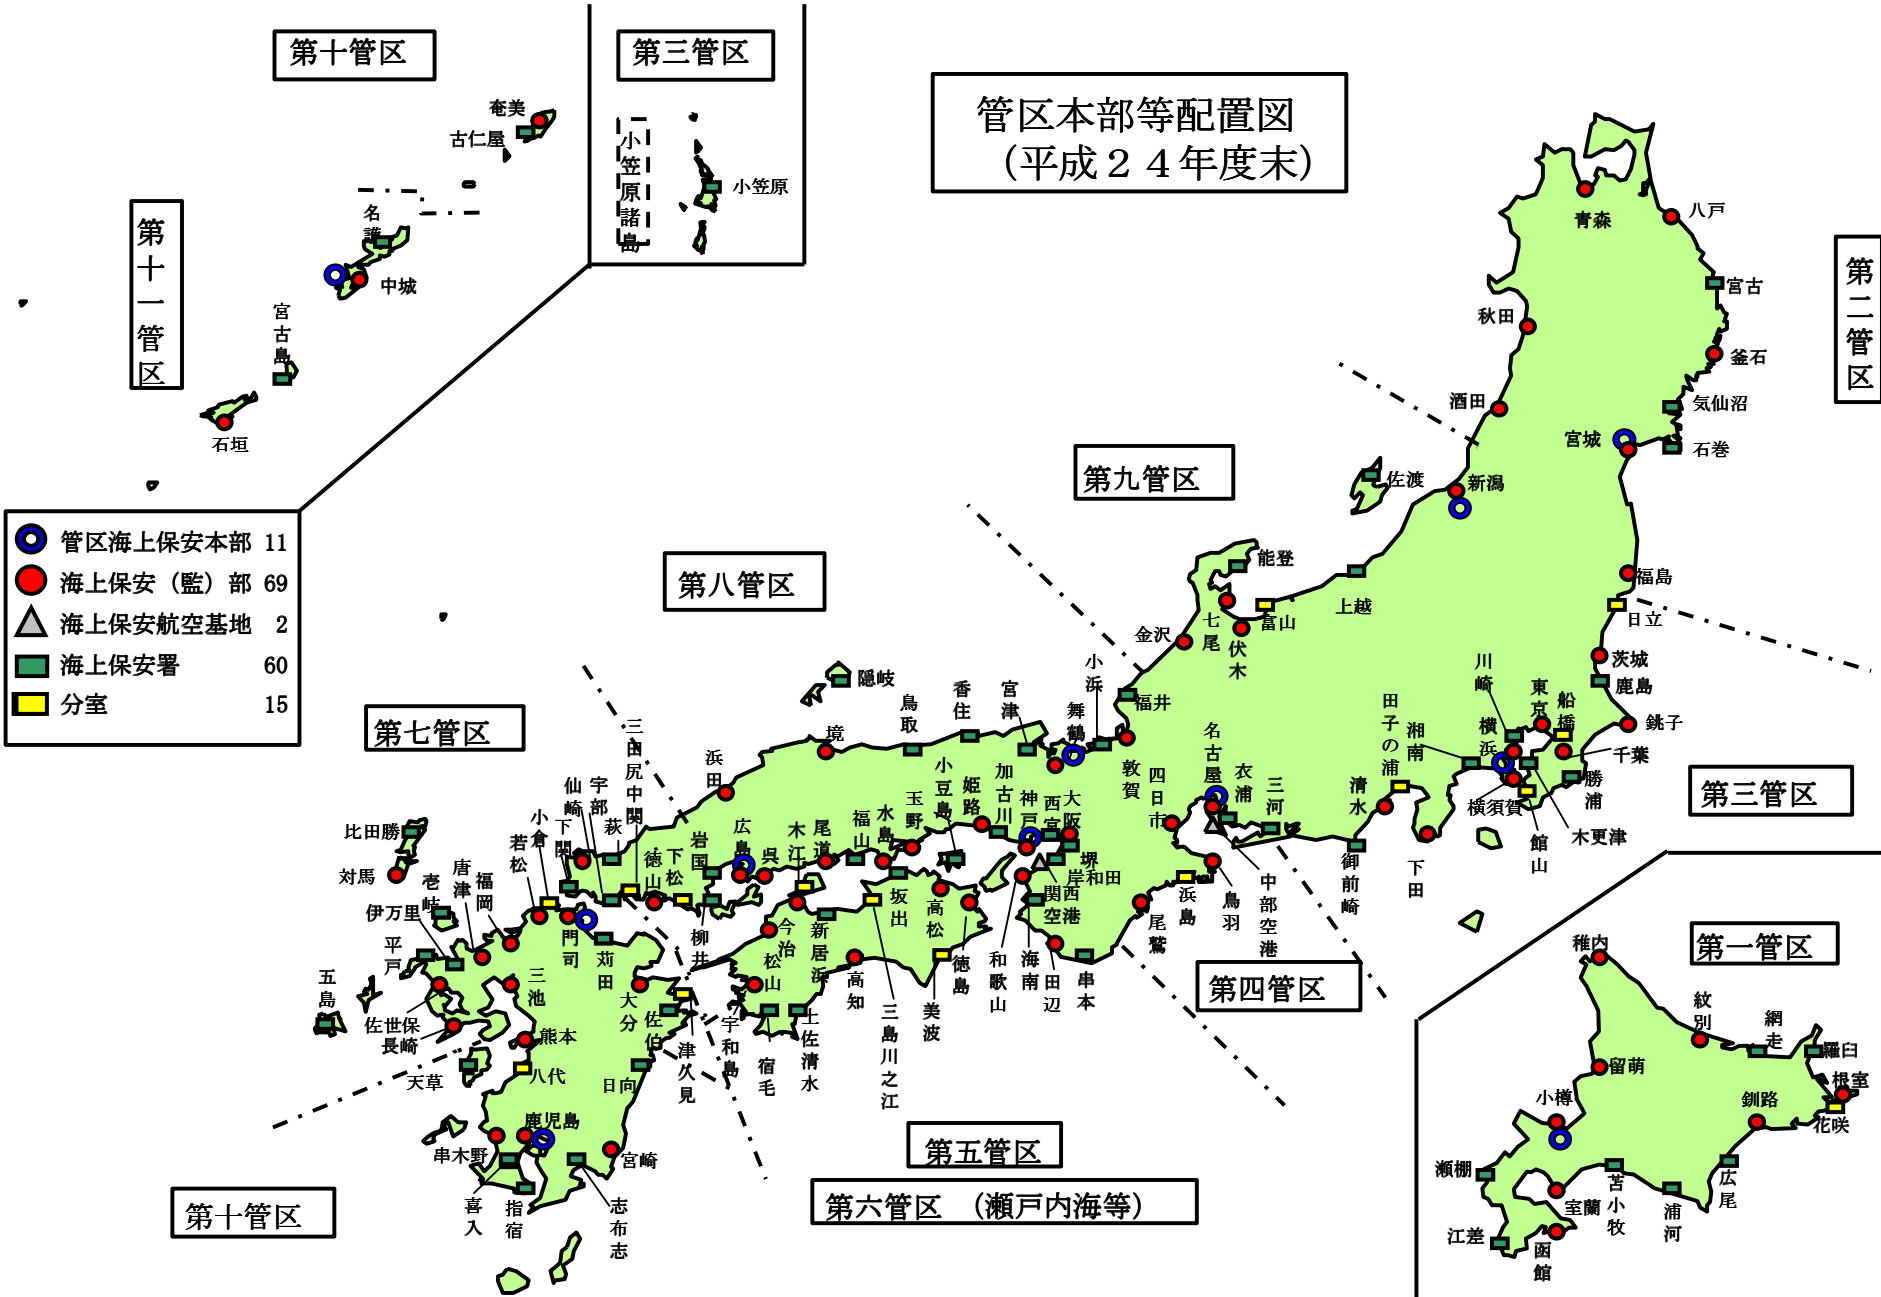 管区本部等配置図
（平成２４年度末）
第十管区
第三管区
奄美
古仁屋
小笠原諸島
小笠原
第十一管区
名護
中城
宮古島
石垣
管区海上保安本部 11
海上保安（監）部 69
海上保安航空基地 2
海上保安署 60
分室 15
第二管区
青森
八戸
宮古
秋田
釜石
酒田
気仙沼
宮城
石巻
第九管区
佐渡
新潟
能登
上越
福島
日立
第八管区
金沢
七尾
伏木
富山
小浜
福井
隠岐
鳥取
香住
宮津
舞鶴
敦賀
境
浜田
川崎
東京
船橋
茨城
鹿島
銚子
千葉
勝浦
横浜
横須賀
館山
木更津
田子の浦
湘南
清水
下田
御前崎
第三管区
名古屋
衣浦
三河
四日市
中部空港
鳥羽
浜島
尾鷲
第四管区
第七管区
三田尻中関
宇部
仙崎
萩
下関
小倉
若松
比田勝
対馬
壱岐
唐津
福岡
伊万里
平戸
五島
佐世保
長崎
門司
苅田
三池
大分
佐伯
津久見
徳山
下松
岩国
広島
呉
木江
尾道
福山
水島
玉野
小豆島
姫路
加古川
神戸
西宮
大阪
堺
岸和田
関西空港
柳井
松山
今治
新居浜
坂出
高松
徳島
和歌山
海南
田辺
串本
高知
三島川之江
美波
宇和島
宿毛
土佐清水
熊本
八代
天草
日向
鹿児島
串木野
喜入
指宿
志布志
宮崎
第十管区
第五管区
第六管区 （瀬戸内海等）
第一管区
稚内
紋別
網走
羅臼
根室
花咲
留萌
小樽
釧路
瀬棚
江差
室蘭
函館
苫小牧
浦河
広尾